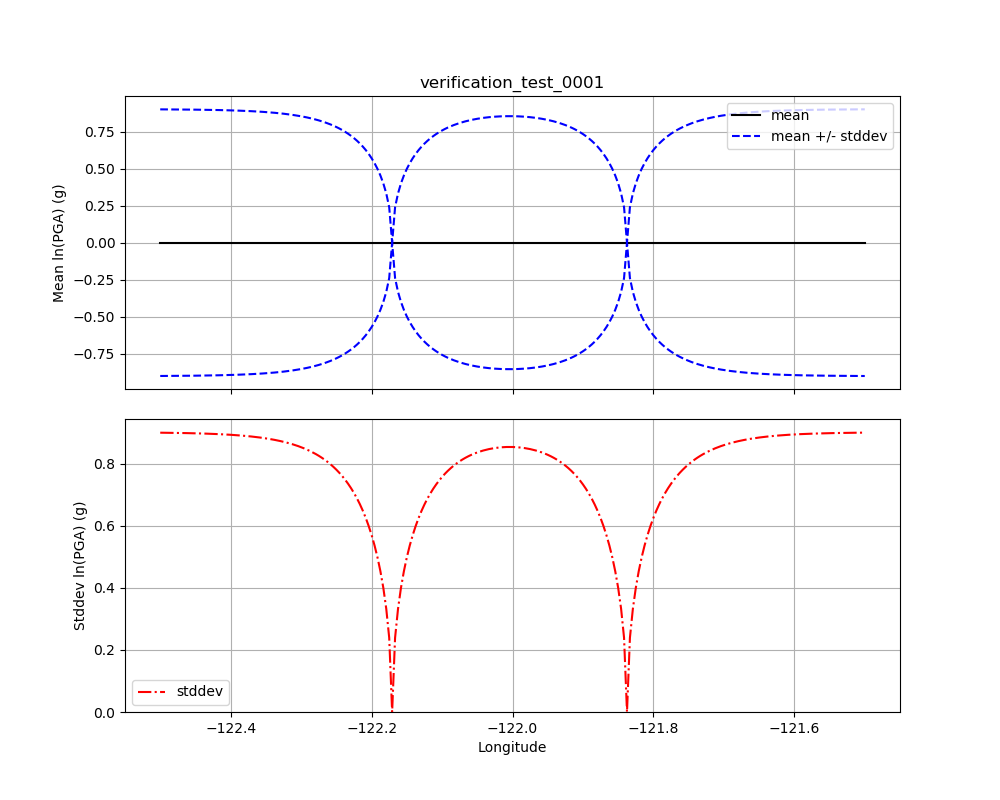 verification_test_0001
Mean ln(PGA) (g)
0.75
0.50
0.25
0.00
−0.25
−0.50
−0.75
mean
mean +/- stddev
Stddev ln(PGA) (g)
0.8
0.6
0.4
0.2
0.0
stddev
−122.4 −122.2 −122.0 −121.8 −121.6
Longitude